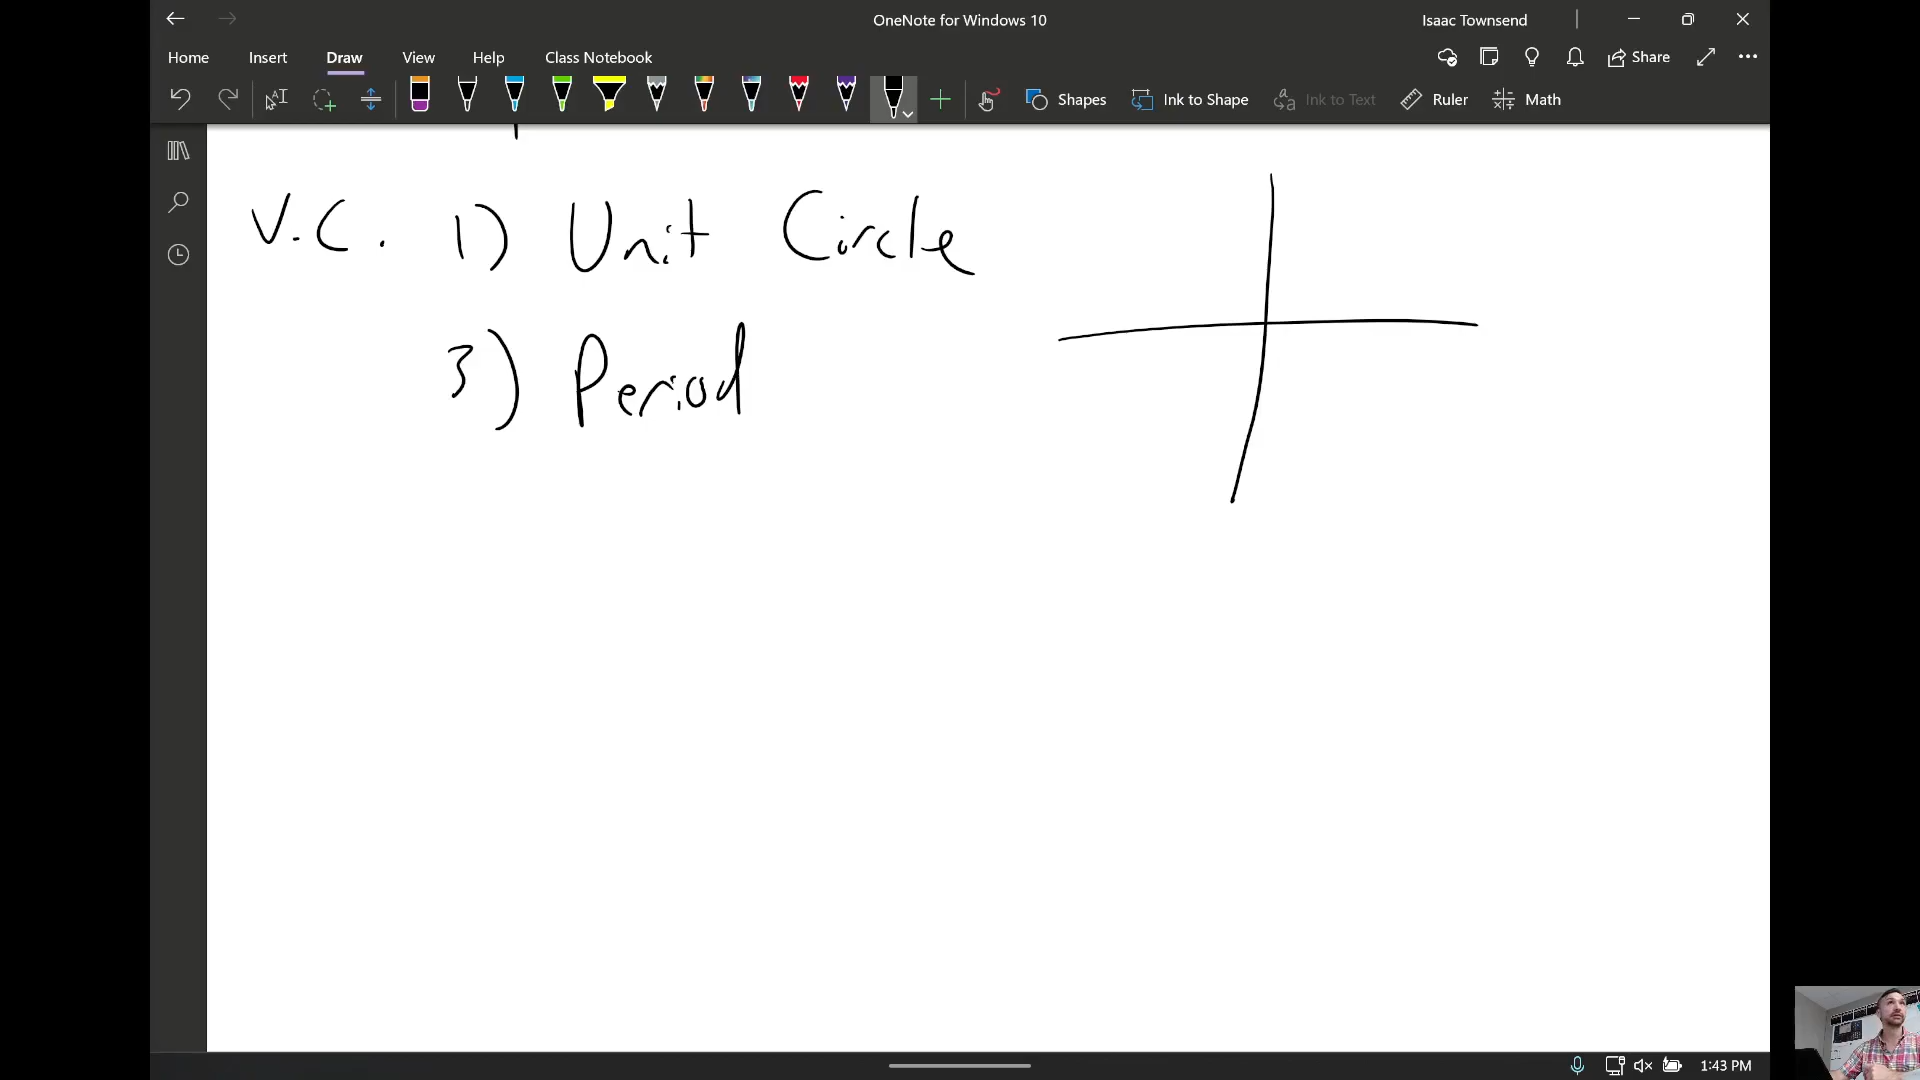 OneNote for Windows 10
Isaac Townsend
Home Insert Draw View Help Class Notebook
Share
Shapes Ink to Shape Ink to Text Ruler Math
V.C. 1) Unit Circle
3) Period
1:43 PM